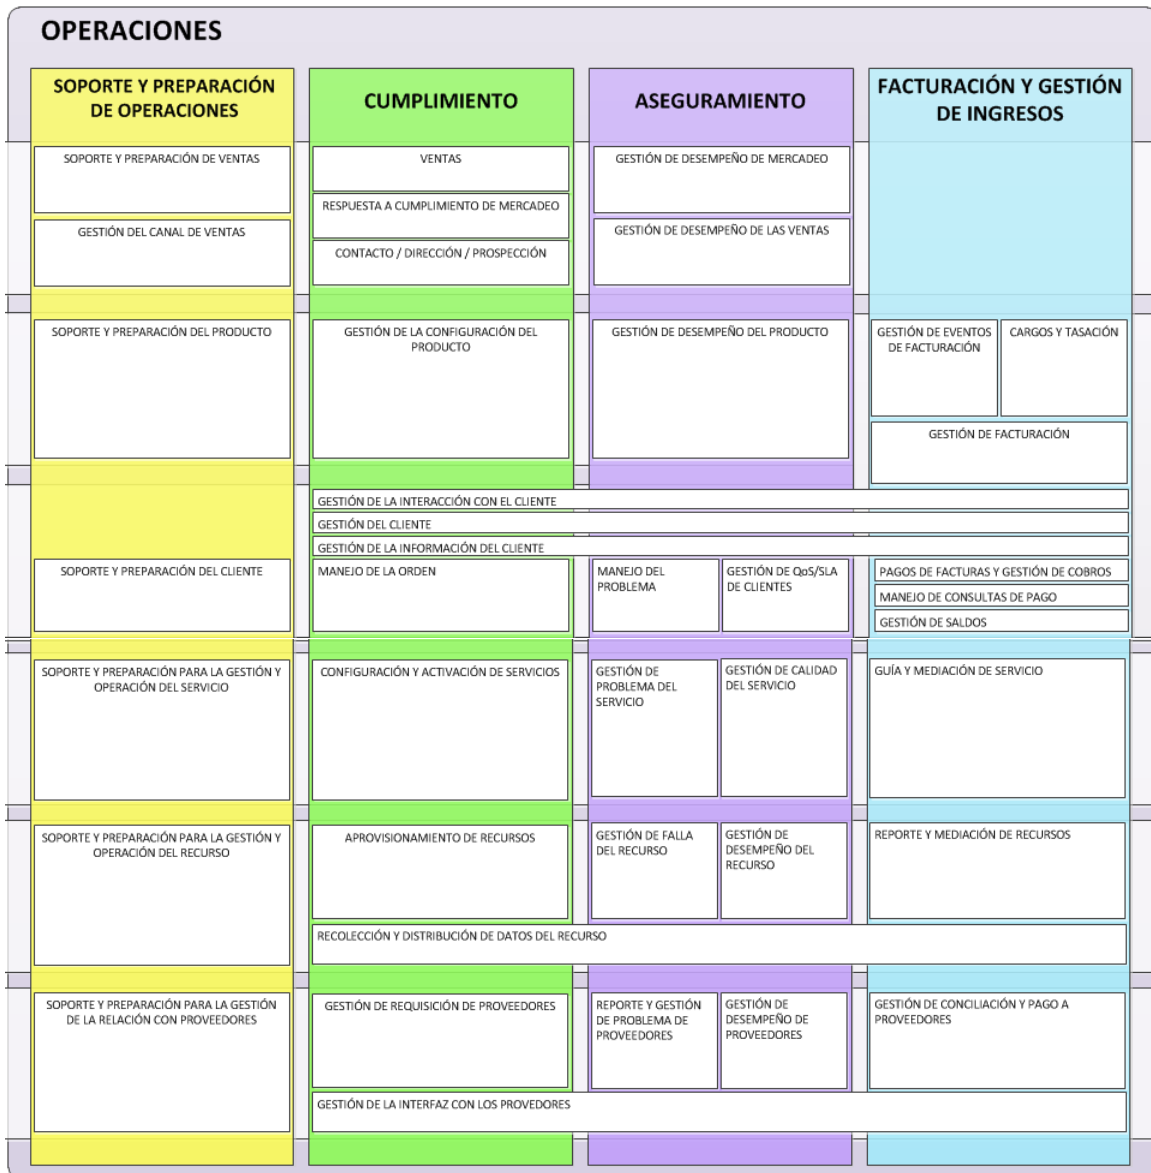 OPERACIONES
SOPORTE Y PREPARACIÓN
DE OPERACIONES
CUMPLIMIENTO
ASEGURAMIENTO
FACTURACIÓN Y GESTIÓN
DE INGRESOS
SOPORTE Y PREPARACIÓN DE VENTAS
VENTAS
GESTIÓN DE DESEMPEÑO DE MERCADEO
RESPUESTA A CUMPLIMIENTO DE MERCADEO
GESTIÓN DEL CANAL DE VENTAS
GESTIÓN DE DESEMPEÑO DE LAS VENTAS
CONTACTO / DIRECCIÓN / PROSPECCIÓN
SOPORTE Y PREPARACIÓN DEL PRODUCTO
GESTIÓN DE LA CONFIGURACIÓN DEL
PRODUCTO
GESTIÓN DE DESEMPEÑO DEL PRODUCTO
GESTIÓN DE EVENTOS
DE FACTURACIÓN
CARGOS Y TASACIÓN
GESTIÓN DE FACTURACIÓN
GESTIÓN DE LA INTERACCIÓN CON EL CLIENTE
GESTIÓN DEL CLIENTE
GESTIÓN DE LA INFORMACIÓN DEL CLIENTE
SOPORTE Y PREPARACIÓN DEL CLIENTE
MANEJO DE LA ORDEN
MANEJO DEL
PROBLEMA
GESTIÓN DE QoS/SLA
DE CLIENTES
PAGOS DE FACTURAS Y GESTIÓN DE COBROS
MANEJO DE CONSULTAS DE PAGO
GESTIÓN DE SALDOS
SOPORTE Y PREPARACIÓN PARA LA GESTIÓN Y
OPERACIÓN DEL SERVICIO
CONFIGURACIÓN Y ACTIVACIÓN DE SERVICIOS
GESTIÓN DE
PROBLEMA DEL
SERVICIO
GESTIÓN DE CALIDAD
DEL SERVICIO
GUÍA Y MEDIACIÓN DE SERVICIO
SOPORTE Y PREPARACIÓN PARA LA GESTIÓN Y
OPERACIÓN DEL RECURSO
APROVISIONAMIENTO DE RECURSOS
GESTIÓN DE FALLA
DEL RECURSO
GESTIÓN DE
DESEMPEÑO DEL
RECURSO
REPORTE Y MEDIACIÓN DE RECURSOS
RECOLECCIÓN Y DISTRIBUCIÓN DE DATOS DEL RECURSO
SOPORTE Y PREPARACIÓN PARA LA GESTIÓN
DE LA RELACIÓN CON PROVEEDORES
GESTIÓN DE REQUISICIÓN DE PROVEEDORES
REPORTE Y GESTIÓN
DE PROBLEMA DE
PROVEEDORES
GESTIÓN DE
DESEMPEÑO DE
PROVEEDORES
GESTIÓN DE CONCILIACIÓN Y PAGO A
PROVEEDORES
GESTIÓN DE LA INTERFAZ CON LOS PROVEDORES